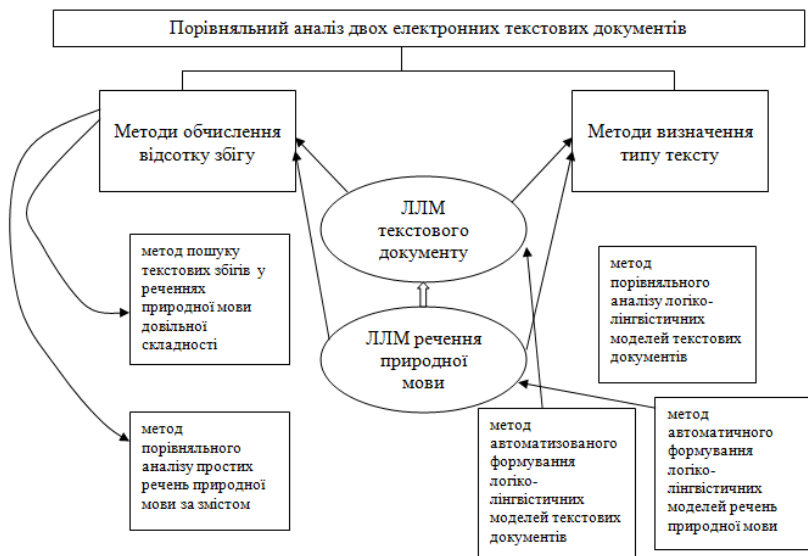 Порівняльний аналіз двох електронних текстових документів
Методи обчислення
відсотку збігу
Методи визначення
типу тексту
ЛЛМ
текстового
документу
метод пошуку
текстових збігів у
реченнях
природної мови
довільної
складності
метод
порівняльного
аналізу логіко-
лінгвістичних
моделей текстових
документів
ЛЛМ речення
природної
мови
метод
порівняльного
аналізу простих
речень природної
мови за змістом
метод
автоматизованого
формування
логіко-
лінгвістичних
моделей текстових
документів
метод
автоматичного
формування
логіко-
лінгвістичних
моделей речень
природної мови